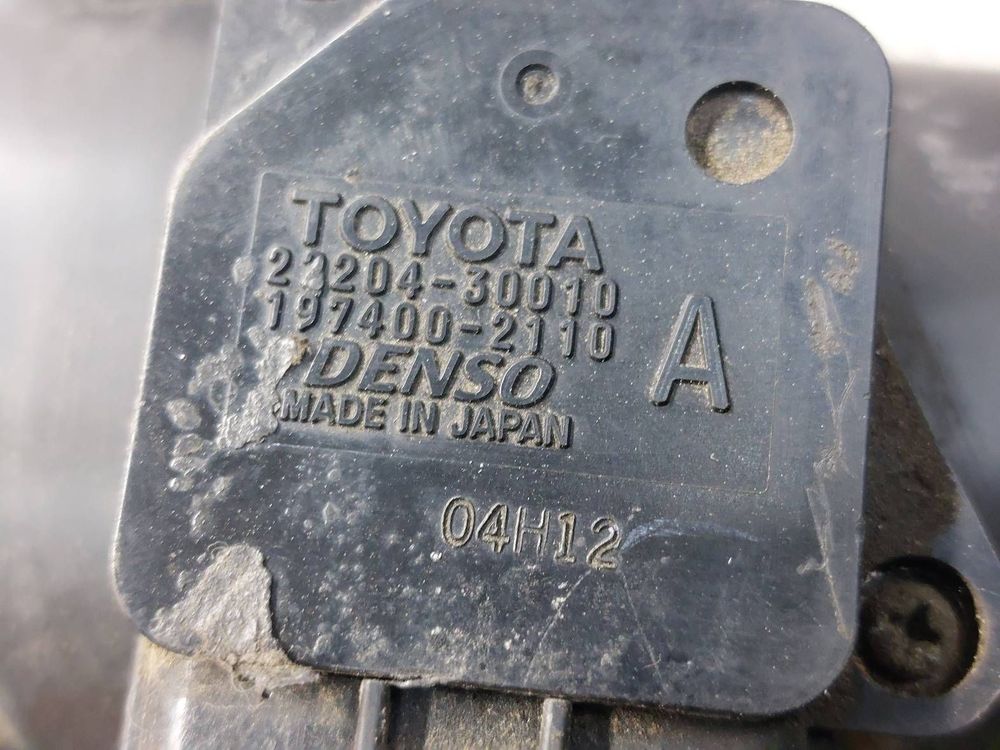 TOYOTA
22204-30010
197400-2110
A
DENSO
MADE IN JAPAN
04H12